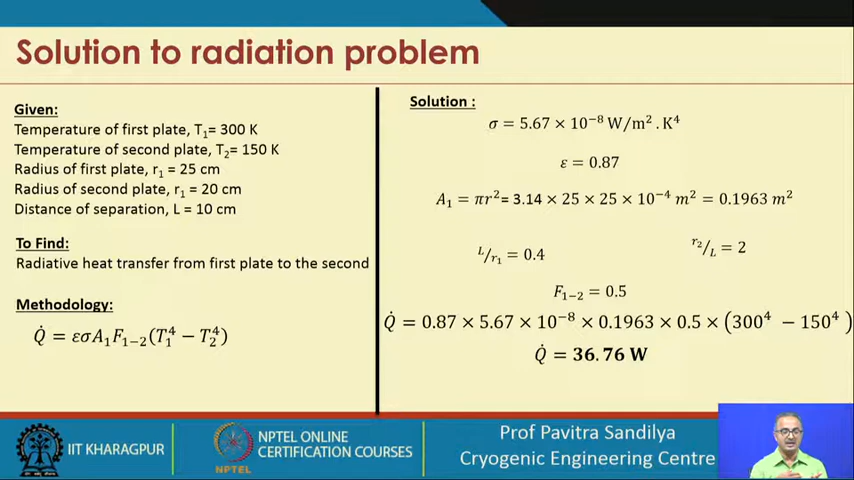 Solution to radiation problem
Given:
Temperature of first plate, T₁= 300 K
Temperature of second plate, T₂= 150 K
Radius of first plate, r₁ = 25 cm
Radius of second plate, r₁ = 20 cm
Distance of separation, L = 10 cm
To Find:
Radiative heat transfer from first plate to the second
Methodology:
Q̇ = εσA₁F₁₋₂(T₁⁴ − T₂⁴)
Solution :
σ = 5.67 × 10⁻⁸ W/m² . K⁴
ε = 0.87
A₁ = πr²= 3.14 × 25 × 25 × 10⁻⁴ m² = 0.1963 m²
L/r₁ = 0.4
r₂/L = 2
F₁₋₂ = 0.5
Q̇ = 0.87 × 5.67 × 10⁻⁸ × 0.1963 × 0.5 × (300⁴ − 150⁴)
Q̇ = 36.76 W
IIT KHARAGPUR
NPTEL
NPTEL ONLINE
CERTIFICATION COURSES
Prof Pavitra Sandilya
Cryogenic Engineering Centre